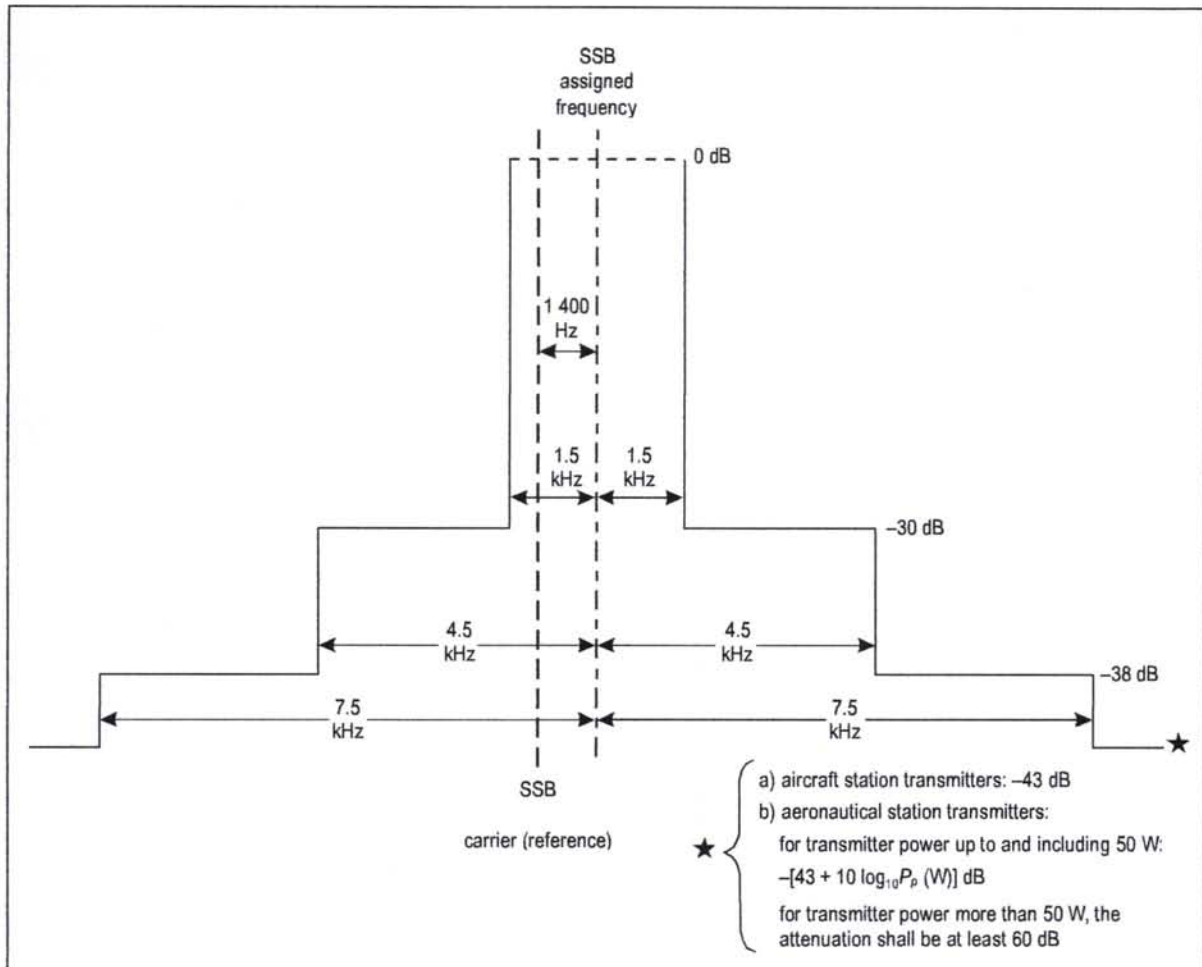 SSB
assigned
frequency
0 dB
1 400
Hz
1.5
kHz
1.5
kHz
–30 dB
4.5
kHz
4.5
kHz
–38 dB
7.5
kHz
7.5
kHz
★
SSB
carrier (reference)
★
a) aircraft station transmitters: –43 dB
b) aeronautical station transmitters:
for transmitter power up to and including 50 W:
–[43 + 10 log₁₀Pₚ (W)] dB
for transmitter power more than 50 W, the
attenuation shall be at least 60 dB